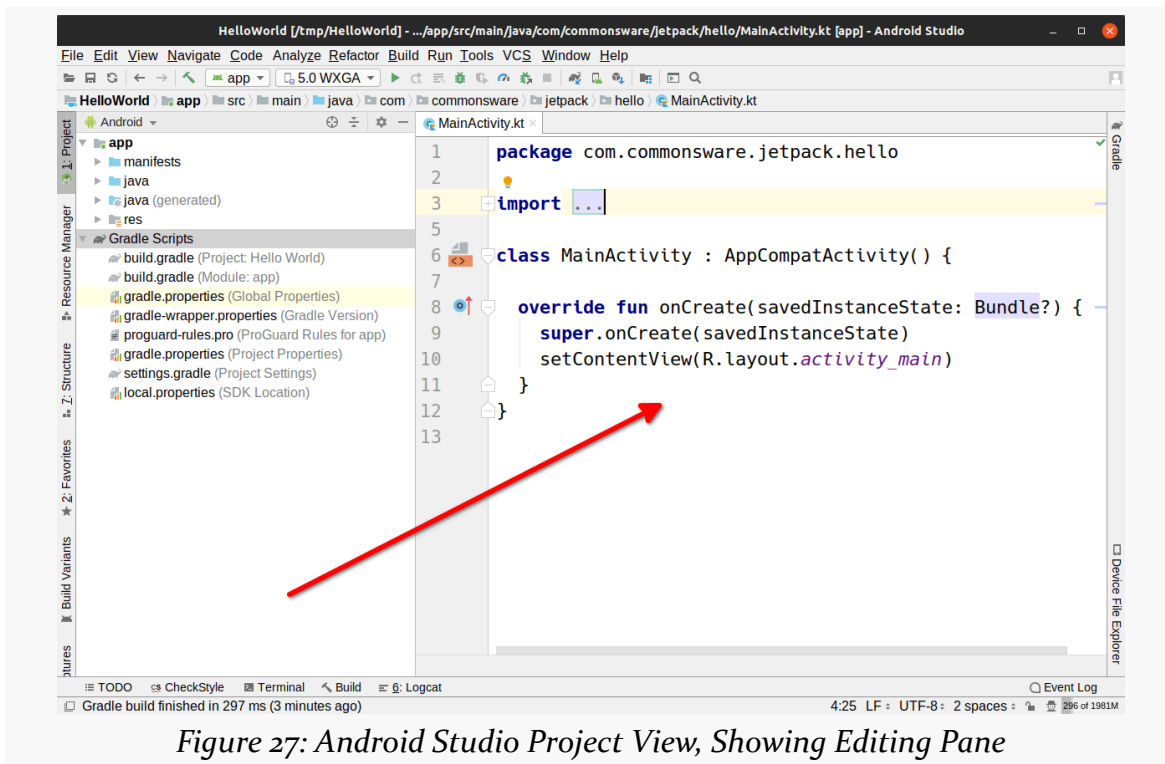 HelloWorld [/tmp/HelloWorld] - .../app/src/main/java/com/commonsware/jetpack/hello/MainActivity.kt [app] - Android Studio
File Edit View Navigate Code Analyze Refactor Build Run Tools VCS Window Help
app 5.0 WXGA
HelloWorld app src main java com commonsware jetpack hello MainActivity.kt
1: Project
Resource Manager
7: Structure
2: Favorites
Build Variants
Android
app
manifests
java
java (generated)
res
Gradle Scripts
build.gradle (Project: Hello World)
build.gradle (Module: app)
gradle.properties (Global Properties)
gradle-wrapper.properties (Gradle Version)
proguard-rules.pro (ProGuard Rules for app)
gradle.properties (Project Properties)
settings.gradle (Project Settings)
local.properties (SDK Location)
MainActivity.kt
1 package com.commonsware.jetpack.hello
2
3 import ...
5
6 class MainActivity : AppCompatActivity() {
7
8 override fun onCreate(savedInstanceState: Bundle?) {
9 super.onCreate(savedInstanceState)
10 setContentView(R.layout.activity_main)
11 }
12 }
13
Gradle
Device File Explorer
TODO CheckStyle Terminal Build 6: Logcat Event Log
Gradle build finished in 297 ms (3 minutes ago) 4:25 LF UTF-8 2 spaces 296 of 1981M
Figure 27: Android Studio Project View, Showing Editing Pane